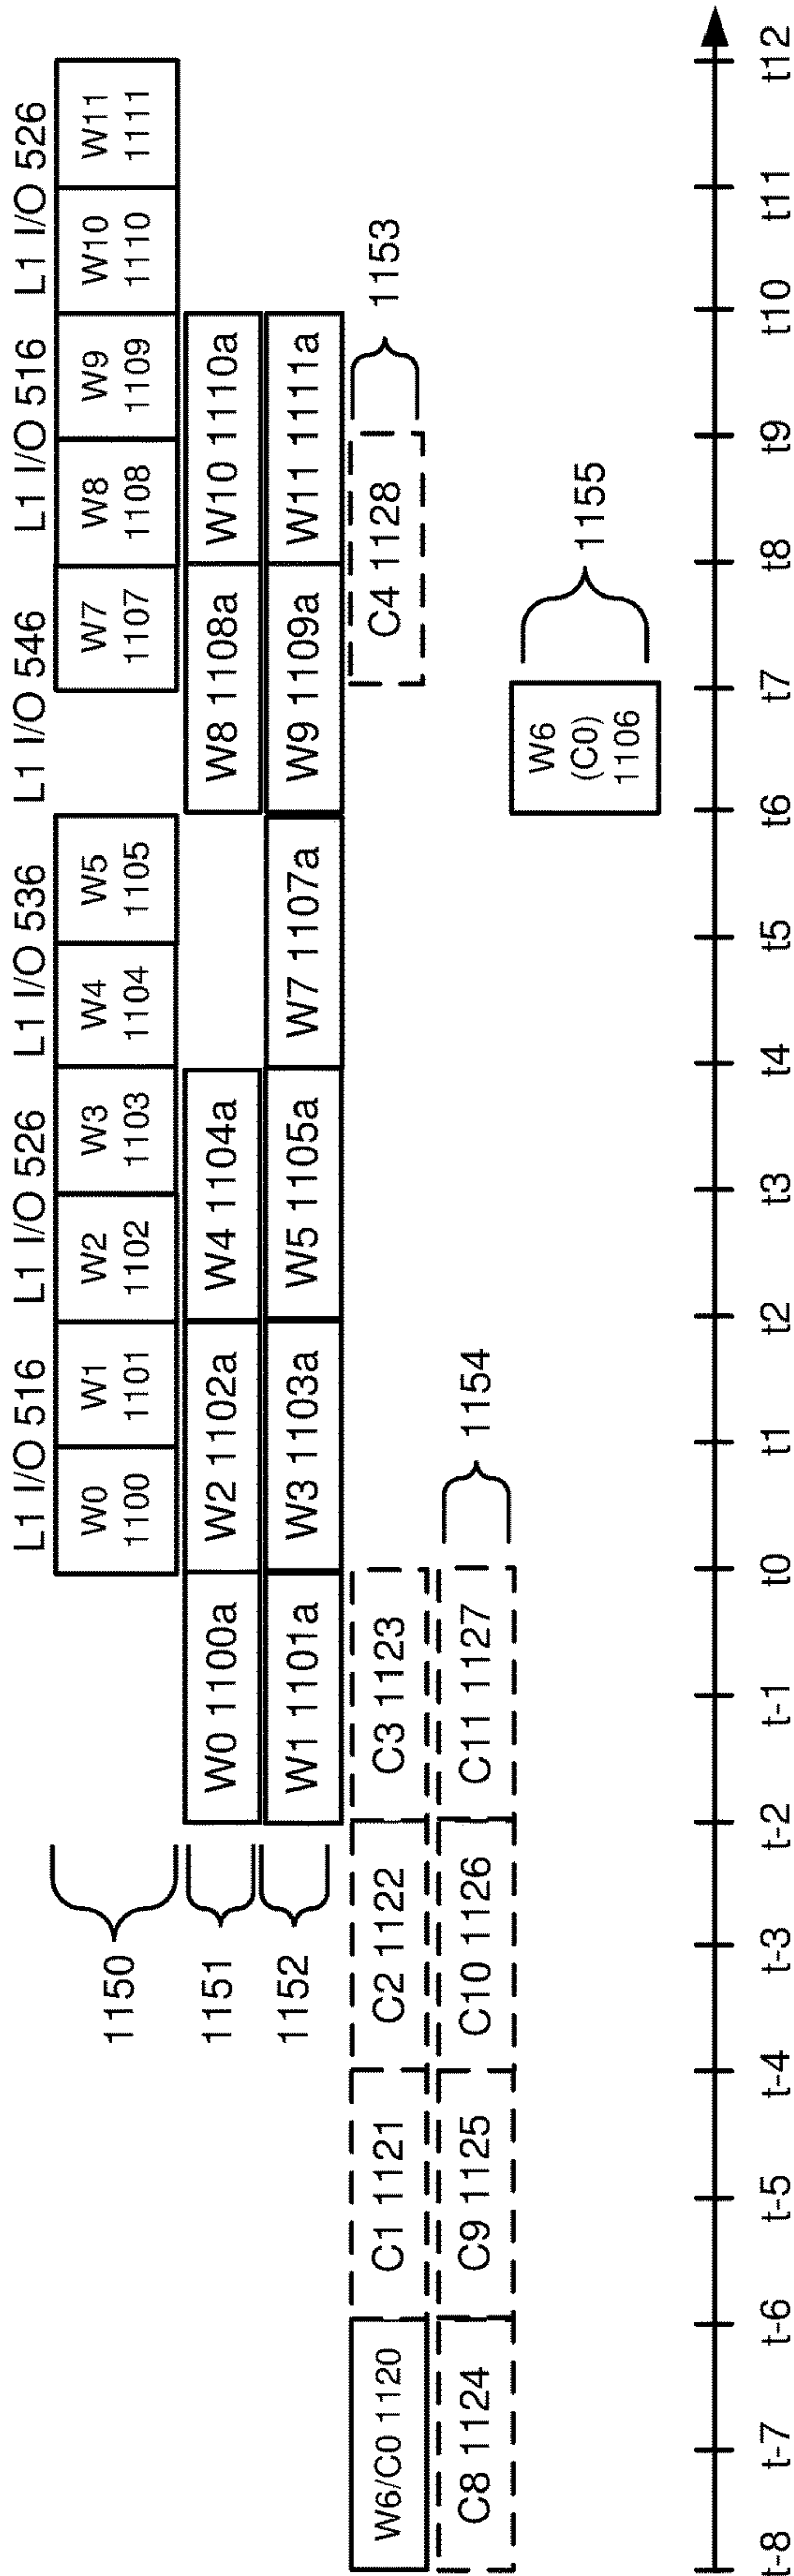 L1 I/O 516 L1 I/O 526 L1 I/O 536 L1 I/O 546 L1 I/O 516 L1 I/O 526
W0 1100
W1 1101
W2 1102
W3 1103
W4 1104
W5 1105
W7 1107
W8 1108
W9 1109
W10 1110
W11 1111
1150
1151
W0 1100a
W2 1102a
W4 1104a
W8 1108a
W10 1110a
1152
W1 1101a
W3 1103a
W5 1105a
W7 1107a
W9 1109a
W11 1111a
W6/C0 1120
C1 1121
C2 1122
C3 1123
C4 1128
1153
C8 1124
C9 1125
C10 1126
C11 1127
1154
W6
(C0)
1106
1155
t-8 t-7 t-6 t-5 t-4 t-3 t-2 t-1 t0 t1 t2 t3 t4 t5 t6 t7 t8 t9 t10 t11 t12